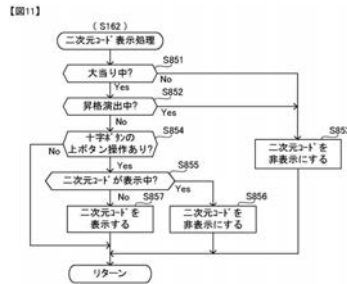 【図11】
(S162)
二次元コード表示処理
S851
大当り中?
No
Yes
S852
昇格演出中?
Yes
No
S854
十字ボタンの
上ボタン操作あり?
No
Yes
S853
二次元コードを
非表示にする
S855
二次元コードが表示中?
Yes
No
S857
S856
二次元コードを
表示する
二次元コードを
非表示にする
リターン